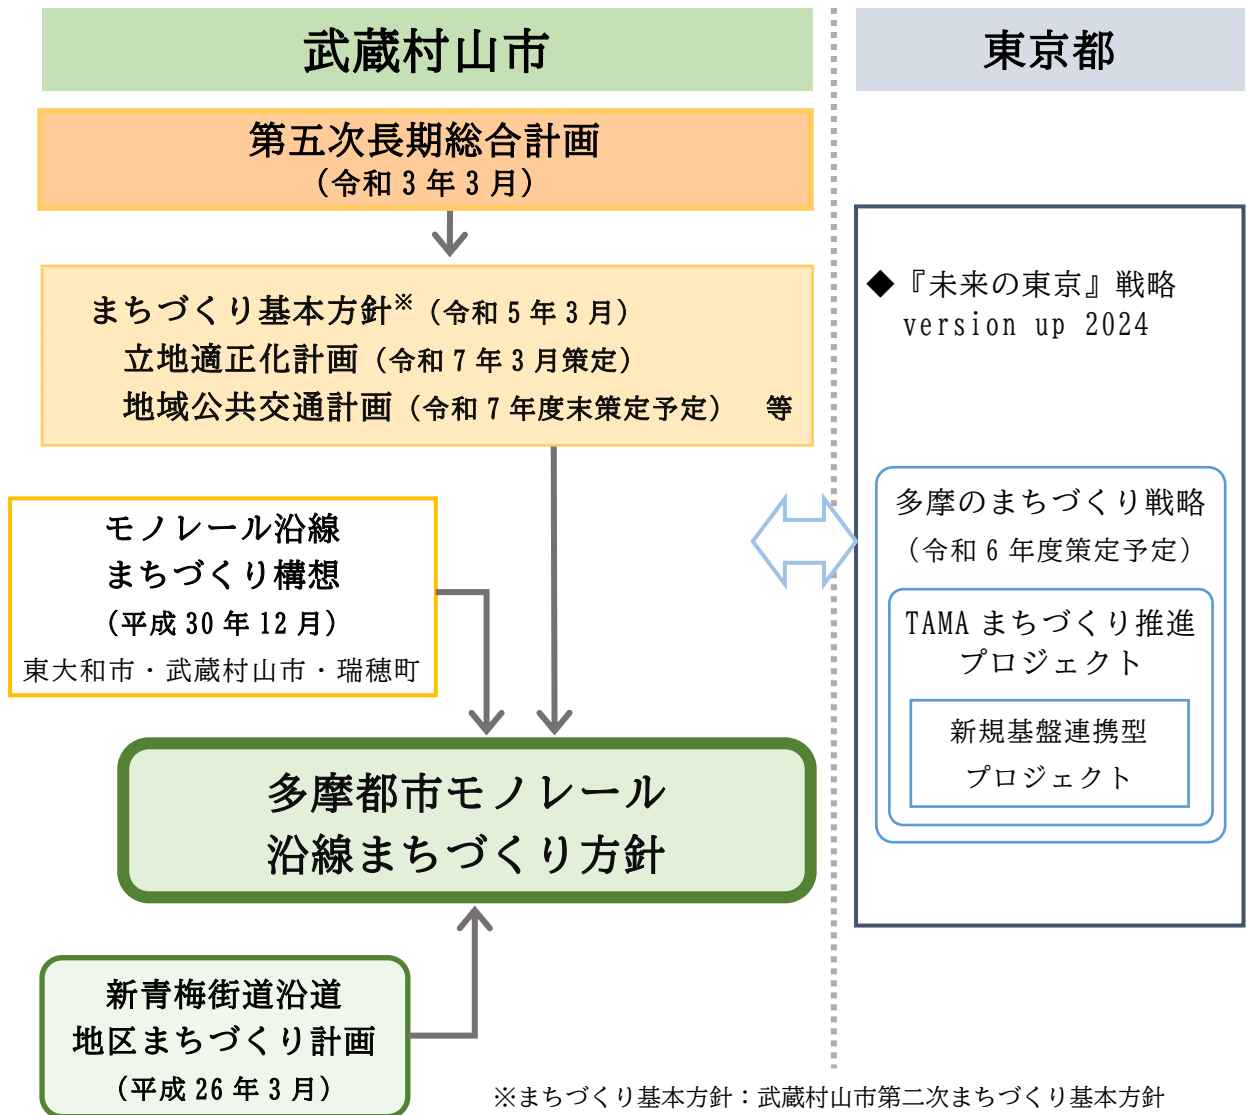 武蔵村山市
第五次長期総合計画
（令和３年３月）
まちづくり基本方針※（令和５年３月）
立地適正化計画（令和７年３月策定）
地域公共交通計画（令和７年度末策定予定）　等
モノレール沿線
まちづくり構想
（平成 30 年 12 月）
東大和市・武蔵村山市・瑞穂町
多摩都市モノレール
沿線まちづくり方針
新青梅街道沿道
地区まちづくり計画
（平成 26 年３月）
東京都
◆『未来の東京』戦略
version up 2024
多摩のまちづくり戦略
（令和６年度策定予定）
TAMA まちづくり推進
プロジェクト
新規基盤連携型
プロジェクト
※まちづくり基本方針：武蔵村山市第二次まちづくり基本方針